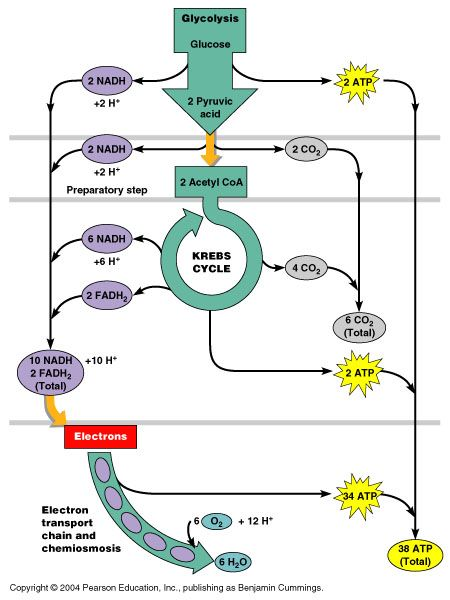 Glycolysis
Glucose
2 NADH
+2 H⁺
2 ATP
2 Pyruvic
acid
2 NADH
+2 H⁺
2 CO₂
Preparatory step
2 Acetyl CoA
6 NADH
+6 H⁺
KREBS
CYCLE
4 CO₂
2 FADH₂
6 CO₂
(Total)
10 NADH
2 FADH₂
(Total)
+10 H⁺
2 ATP
Electrons
34 ATP
Electron
transport
chain and
chemiosmosis
6 O₂ + 12 H⁺
6 H₂O
38 ATP
(Total)
Copyright © 2004 Pearson Education, Inc., publishing as Benjamin Cummings.